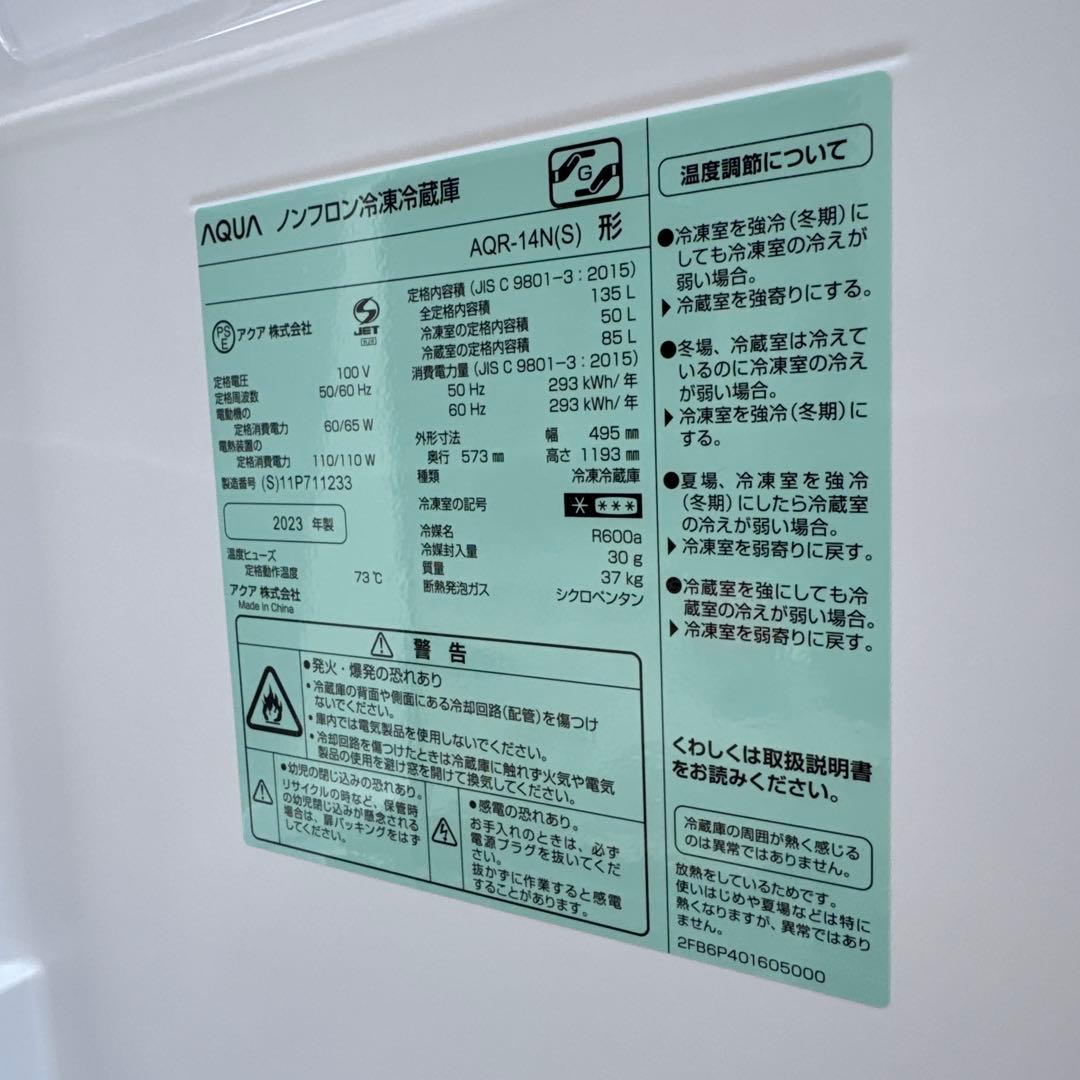 AQUA ノンフロン冷凍冷蔵庫
G
AQR-14N(S) 形
PS
E
アクア 株式会社
S
JET
定格電圧 100 V
定格周波数 50/60 Hz
電動機の
定格消費電力 60/65 W
電熱装置の
定格消費電力 110/110 W
製造番号 (S)11P711233
2023 年製
温度ヒューズ
定格動作温度 73 ℃
アクア 株式会社
Made in China
定格内容積 (JIS C 9801-3:2015)
全定格内容積 135 L
冷凍室の定格内容積 50 L
冷蔵室の定格内容積 85 L
消費電力量 (JIS C 9801-3:2015)
50 Hz 293 kWh/年
60 Hz 293 kWh/年
外形寸法 幅 495 ㎜
奥行 573 ㎜ 高さ 1193 ㎜
種類 冷凍冷蔵庫
冷凍室の記号 * ***
冷媒名 R600a
冷媒封入量 30 g
質量 37 kg
断熱発泡ガス シクロペンタン
警告
●発火・爆発の恐れあり
・冷蔵庫の背面や側面にある冷却回路(配管)を傷つけ
ないでください。
・庫内では電気製品を使用しないでください。
・冷却回路を傷つけたときは冷蔵庫に触れず火気や電気
製品の使用を避け窓を開けて換気してください。
●幼児の閉じ込みの恐れあり。
リサイクルの時など、保管時
の幼児閉じ込みが懸念される
場合は、扉パッキングをはず
してください。
●感電の恐れあり。
お手入れのときは、必ず
電源プラグを抜いてくだ
さい。
抜かずに作業すると感電
することがあります。
温度調節について
●冷凍室を強冷(冬期)に
しても冷凍室の冷えが
弱い場合。
▶冷蔵室を強寄りにする。
●冬場、冷蔵室は冷えて
いるのに冷凍室の冷え
が弱い場合。
▶冷凍室を強冷(冬期)に
する。
●夏場、冷凍室を強冷
(冬期)にしたら冷蔵室
の冷えが弱い場合。
▶冷凍室を弱寄りに戻す。
●冷蔵室を強にしても冷
蔵室の冷えが弱い場合。
▶冷凍室を弱寄りに戻す。
くわしくは取扱説明書
をお読みください。
冷蔵庫の周囲が熱く感じる
のは異常ではありません。
放熱をしているためです。
使いはじめや夏場などは特に
熱くなりますが、異常ではあり
ません。
2FB6P401605000